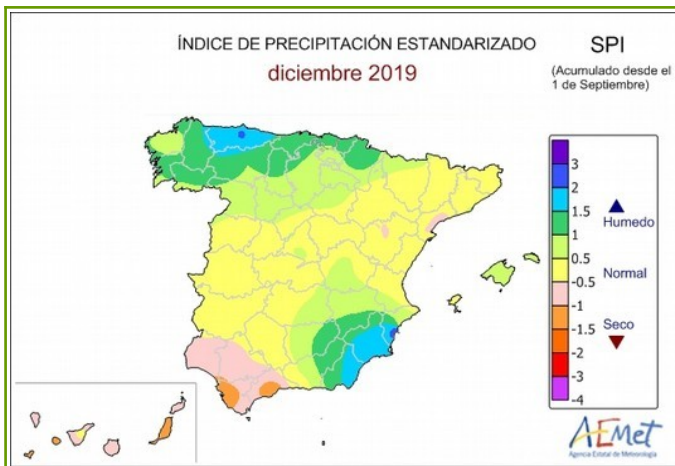 ÍNDICE DE PRECIPITACIÓN ESTANDARIZADO
diciembre 2019
SPI
(Acumulado desde el
1 de Septiembre)
3
2
1.5
1
0.5
-0.5
-1
-1.5
-2
-3
-4
Humedo
Normal
Seco
AEMet
Agencia Estatal de Meteorología